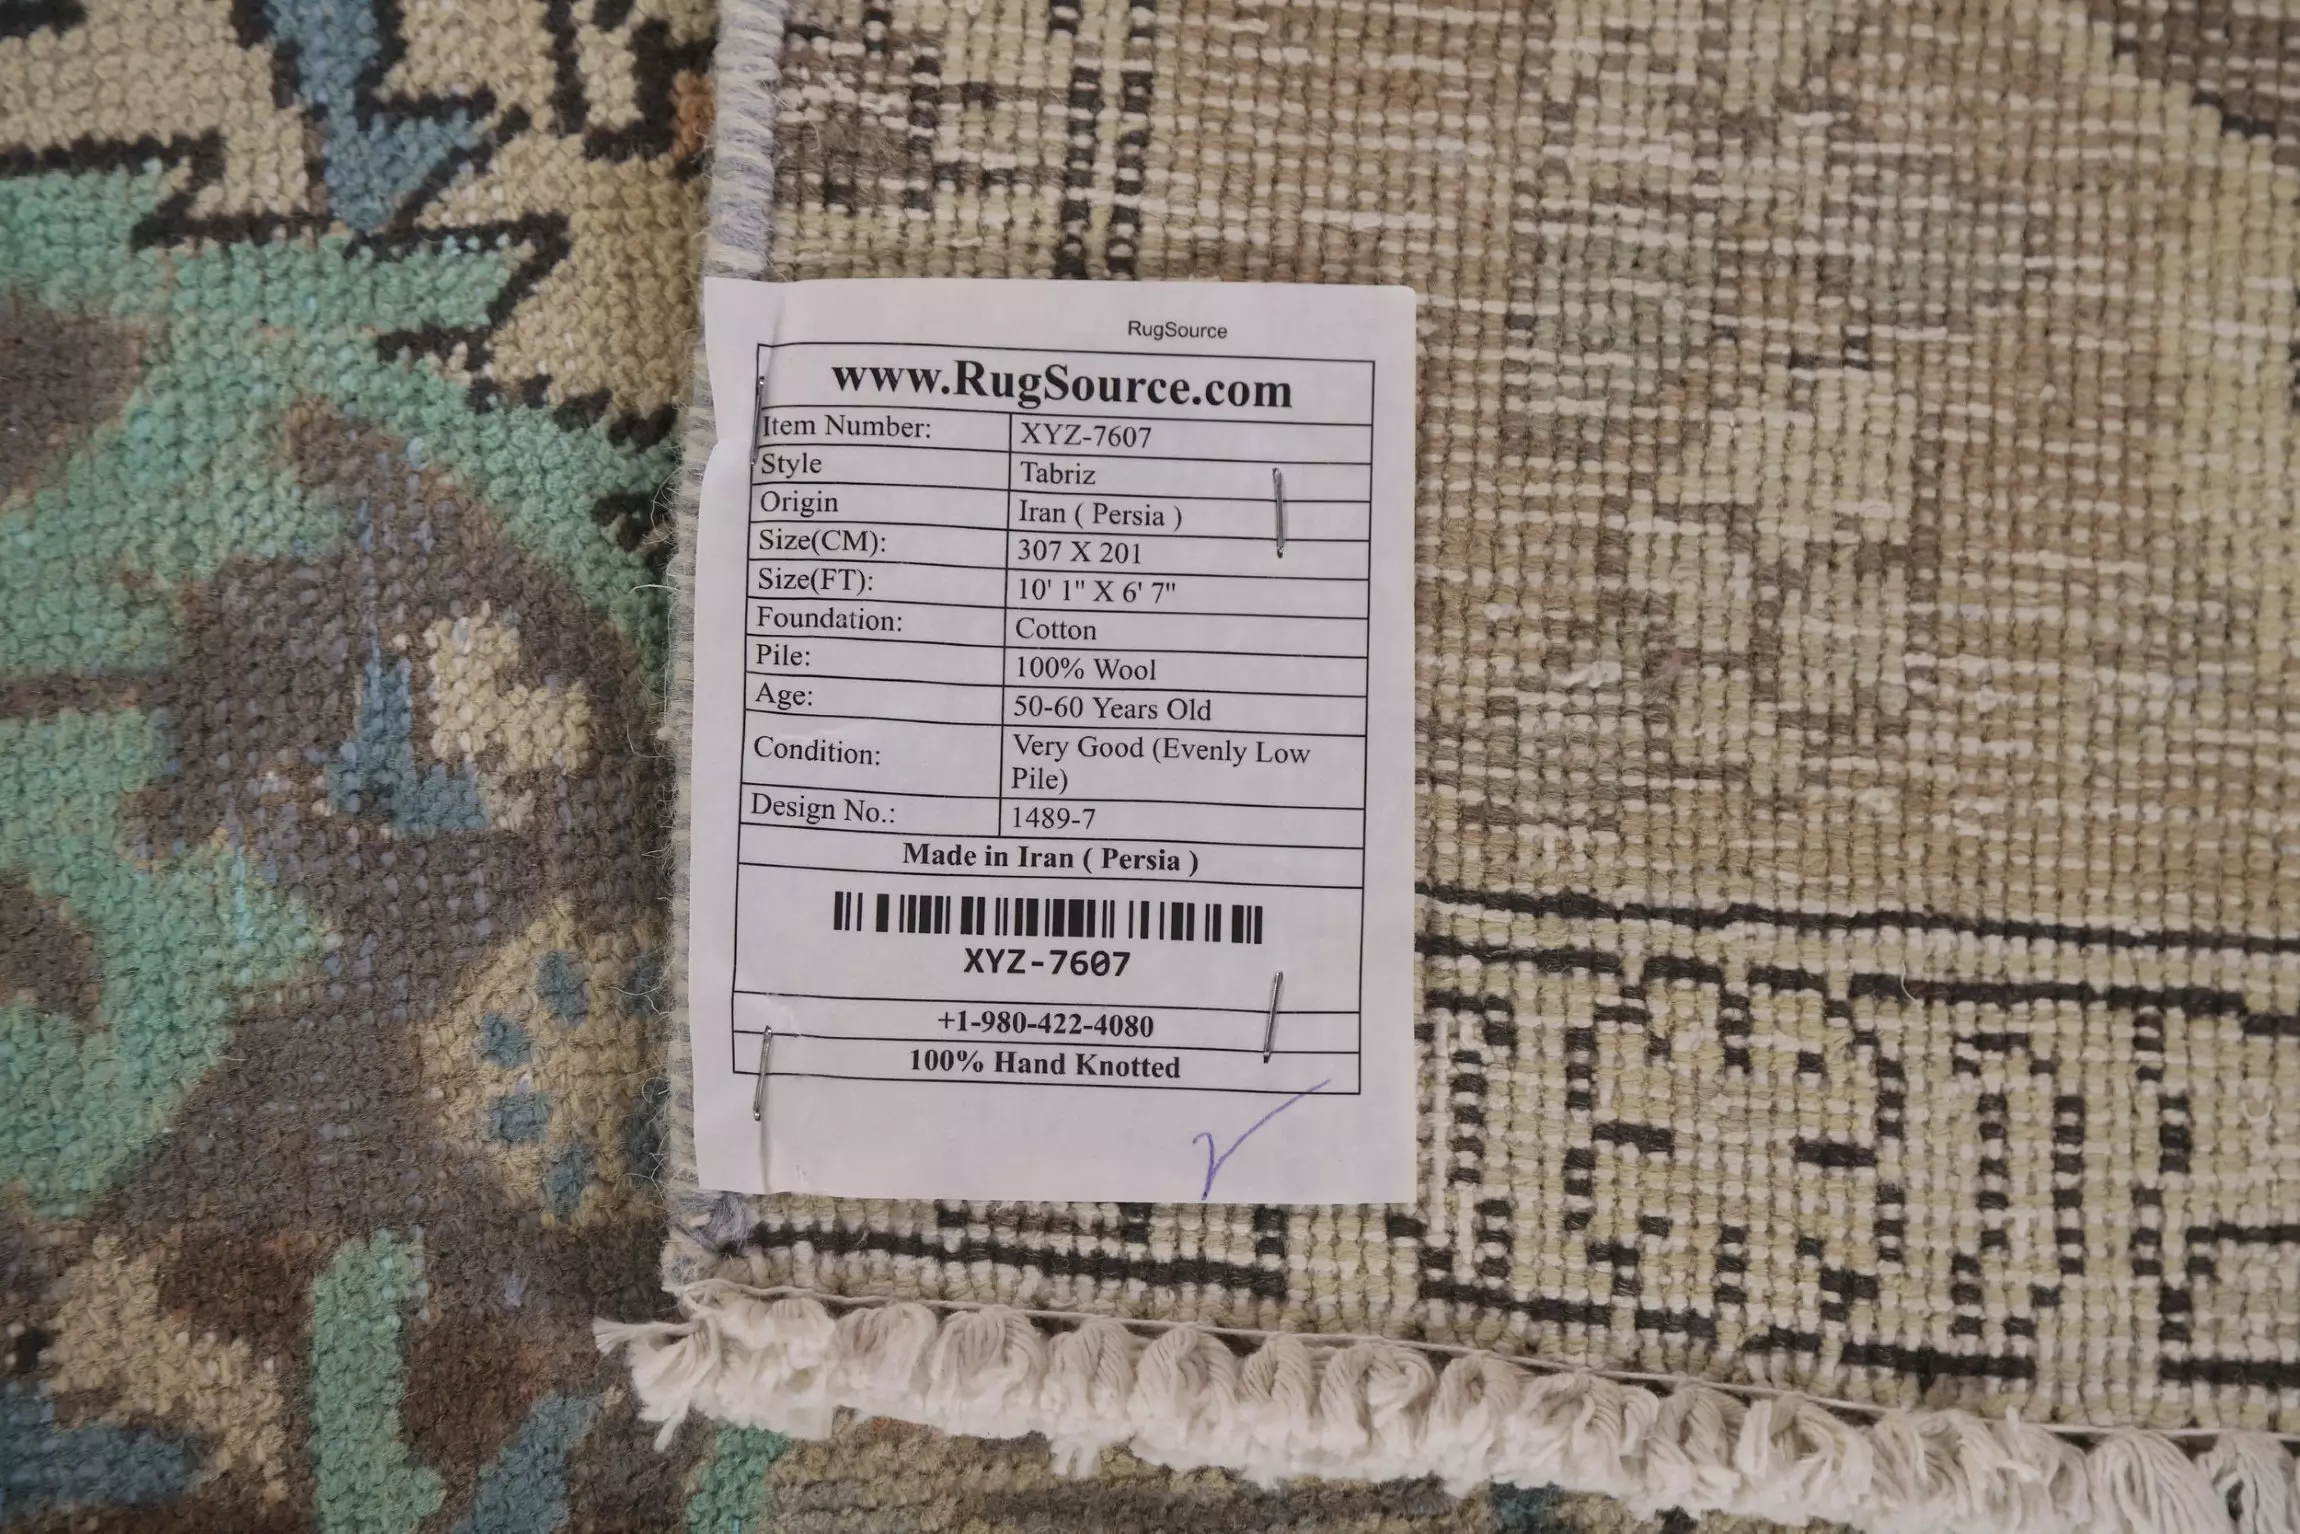 RugSource
www.RugSource.com
Item Number: XYZ-7607
Style Tabriz
Origin Iran ( Persia )
Size(CM): 307 X 201
Size(FT): 10' 1" X 6' 7"
Foundation: Cotton
Pile: 100% Wool
Age: 50-60 Years Old
Condition: Very Good (Evenly Low
Pile)
Design No.: 1489-7
Made in Iran ( Persia )
XYZ-7607
+1-980-422-4080
100% Hand Knotted